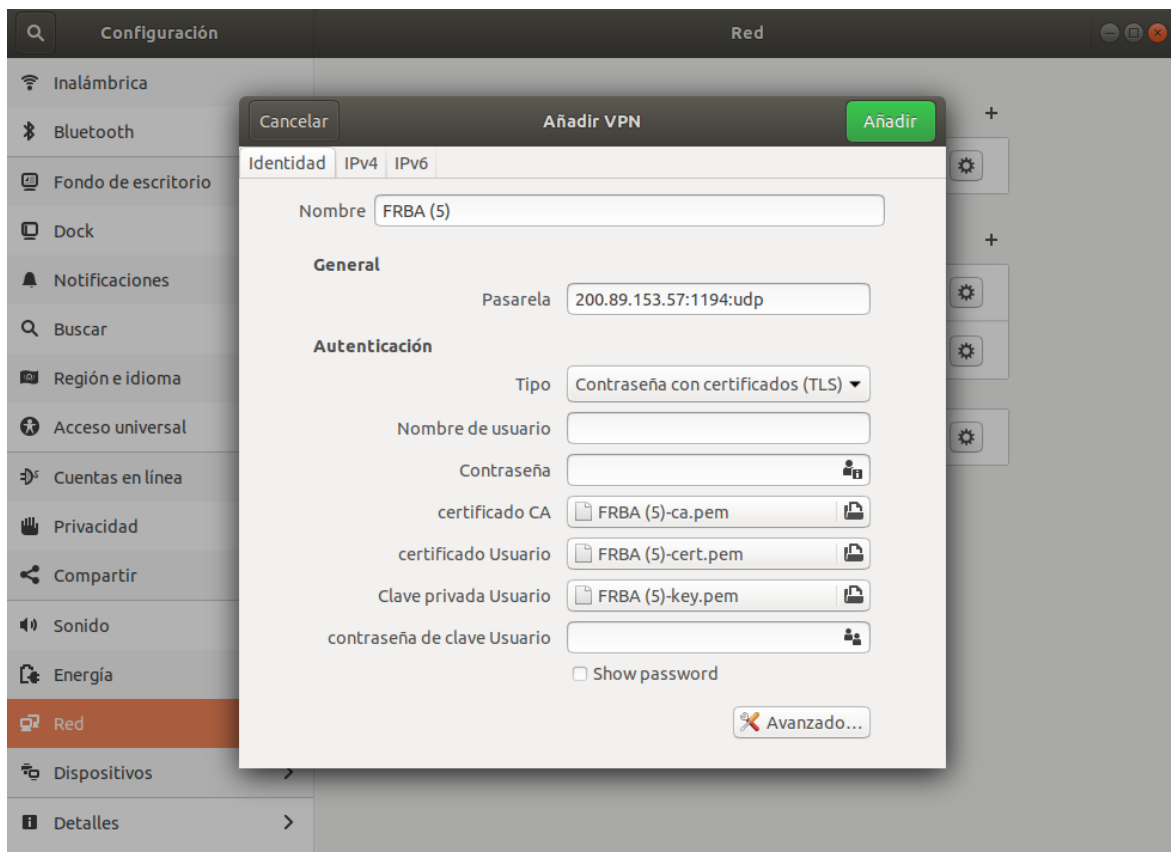 Configuración
Red
Inalámbrica
Bluetooth
Fondo de escritorio
Dock
Notificaciones
Buscar
Región e idioma
Acceso universal
Cuentas en línea
Privacidad
Compartir
Sonido
Energía
Red
Dispositivos
Detalles
Cancelar
Añadir VPN
Añadir
Identidad
IPv4
IPv6
Nombre FRBA (5)
General
Pasarela 200.89.153.57:1194:udp
Autenticación
Tipo Contraseña con certificados (TLS)
Nombre de usuario
Contraseña
certificado CA FRBA (5)-ca.pem
certificado Usuario FRBA (5)-cert.pem
Clave privada Usuario FRBA (5)-key.pem
contraseña de clave Usuario
Show password
Avanzado...